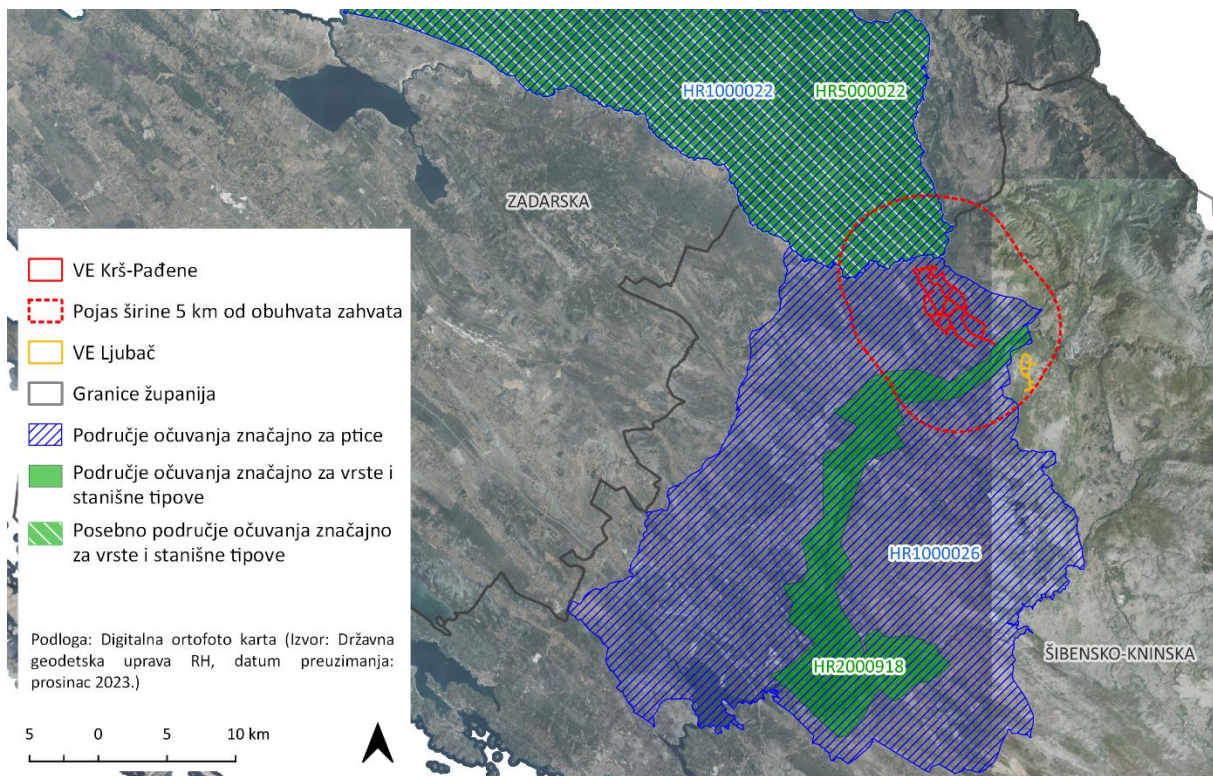 HR1000022
HR5000022
ZADARSKA
VE Krš-Pađene
Pojas širine 5 km od obuhvata zahvata
VE Ljubač
Granice županija
Područje očuvanja značajno za ptice
Područje očuvanja značajno za vrste i
stanišne tipove
Posebno područje očuvanja značajno
za vrste i stanišne tipove
Podloga: Digitalna ortofoto karta (Izvor: Državna
geodetska uprava RH, datum preuzimanja:
prosinac 2023.)
5 0 5 10 km
HR1000026
ŠIBENSKO-KNINSKA
HR2000918